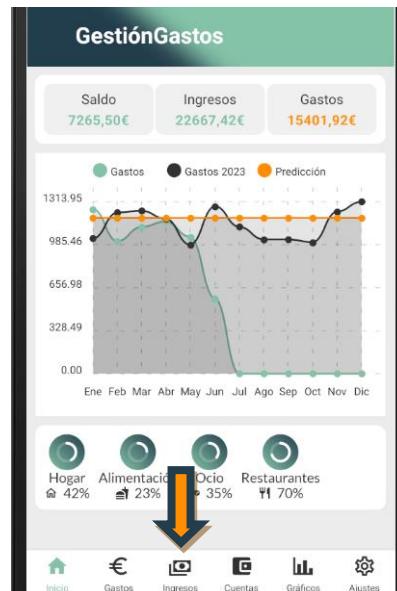 GestiónGastos
Saldo Ingresos Gastos
7265,50€ 22667,42€ 15401,92€
Gastos Gastos 2023 Predicción
1313.95
985.46
656.98
328.49
0.00
Ene Feb Mar Abr May Jun Jul Ago Sep Oct Nov Dic
Hogar Ocio Restaurantes
42% 23% 35% 70%
Inicio Gastos Ingresos Cuentas Gráficos Ajustes